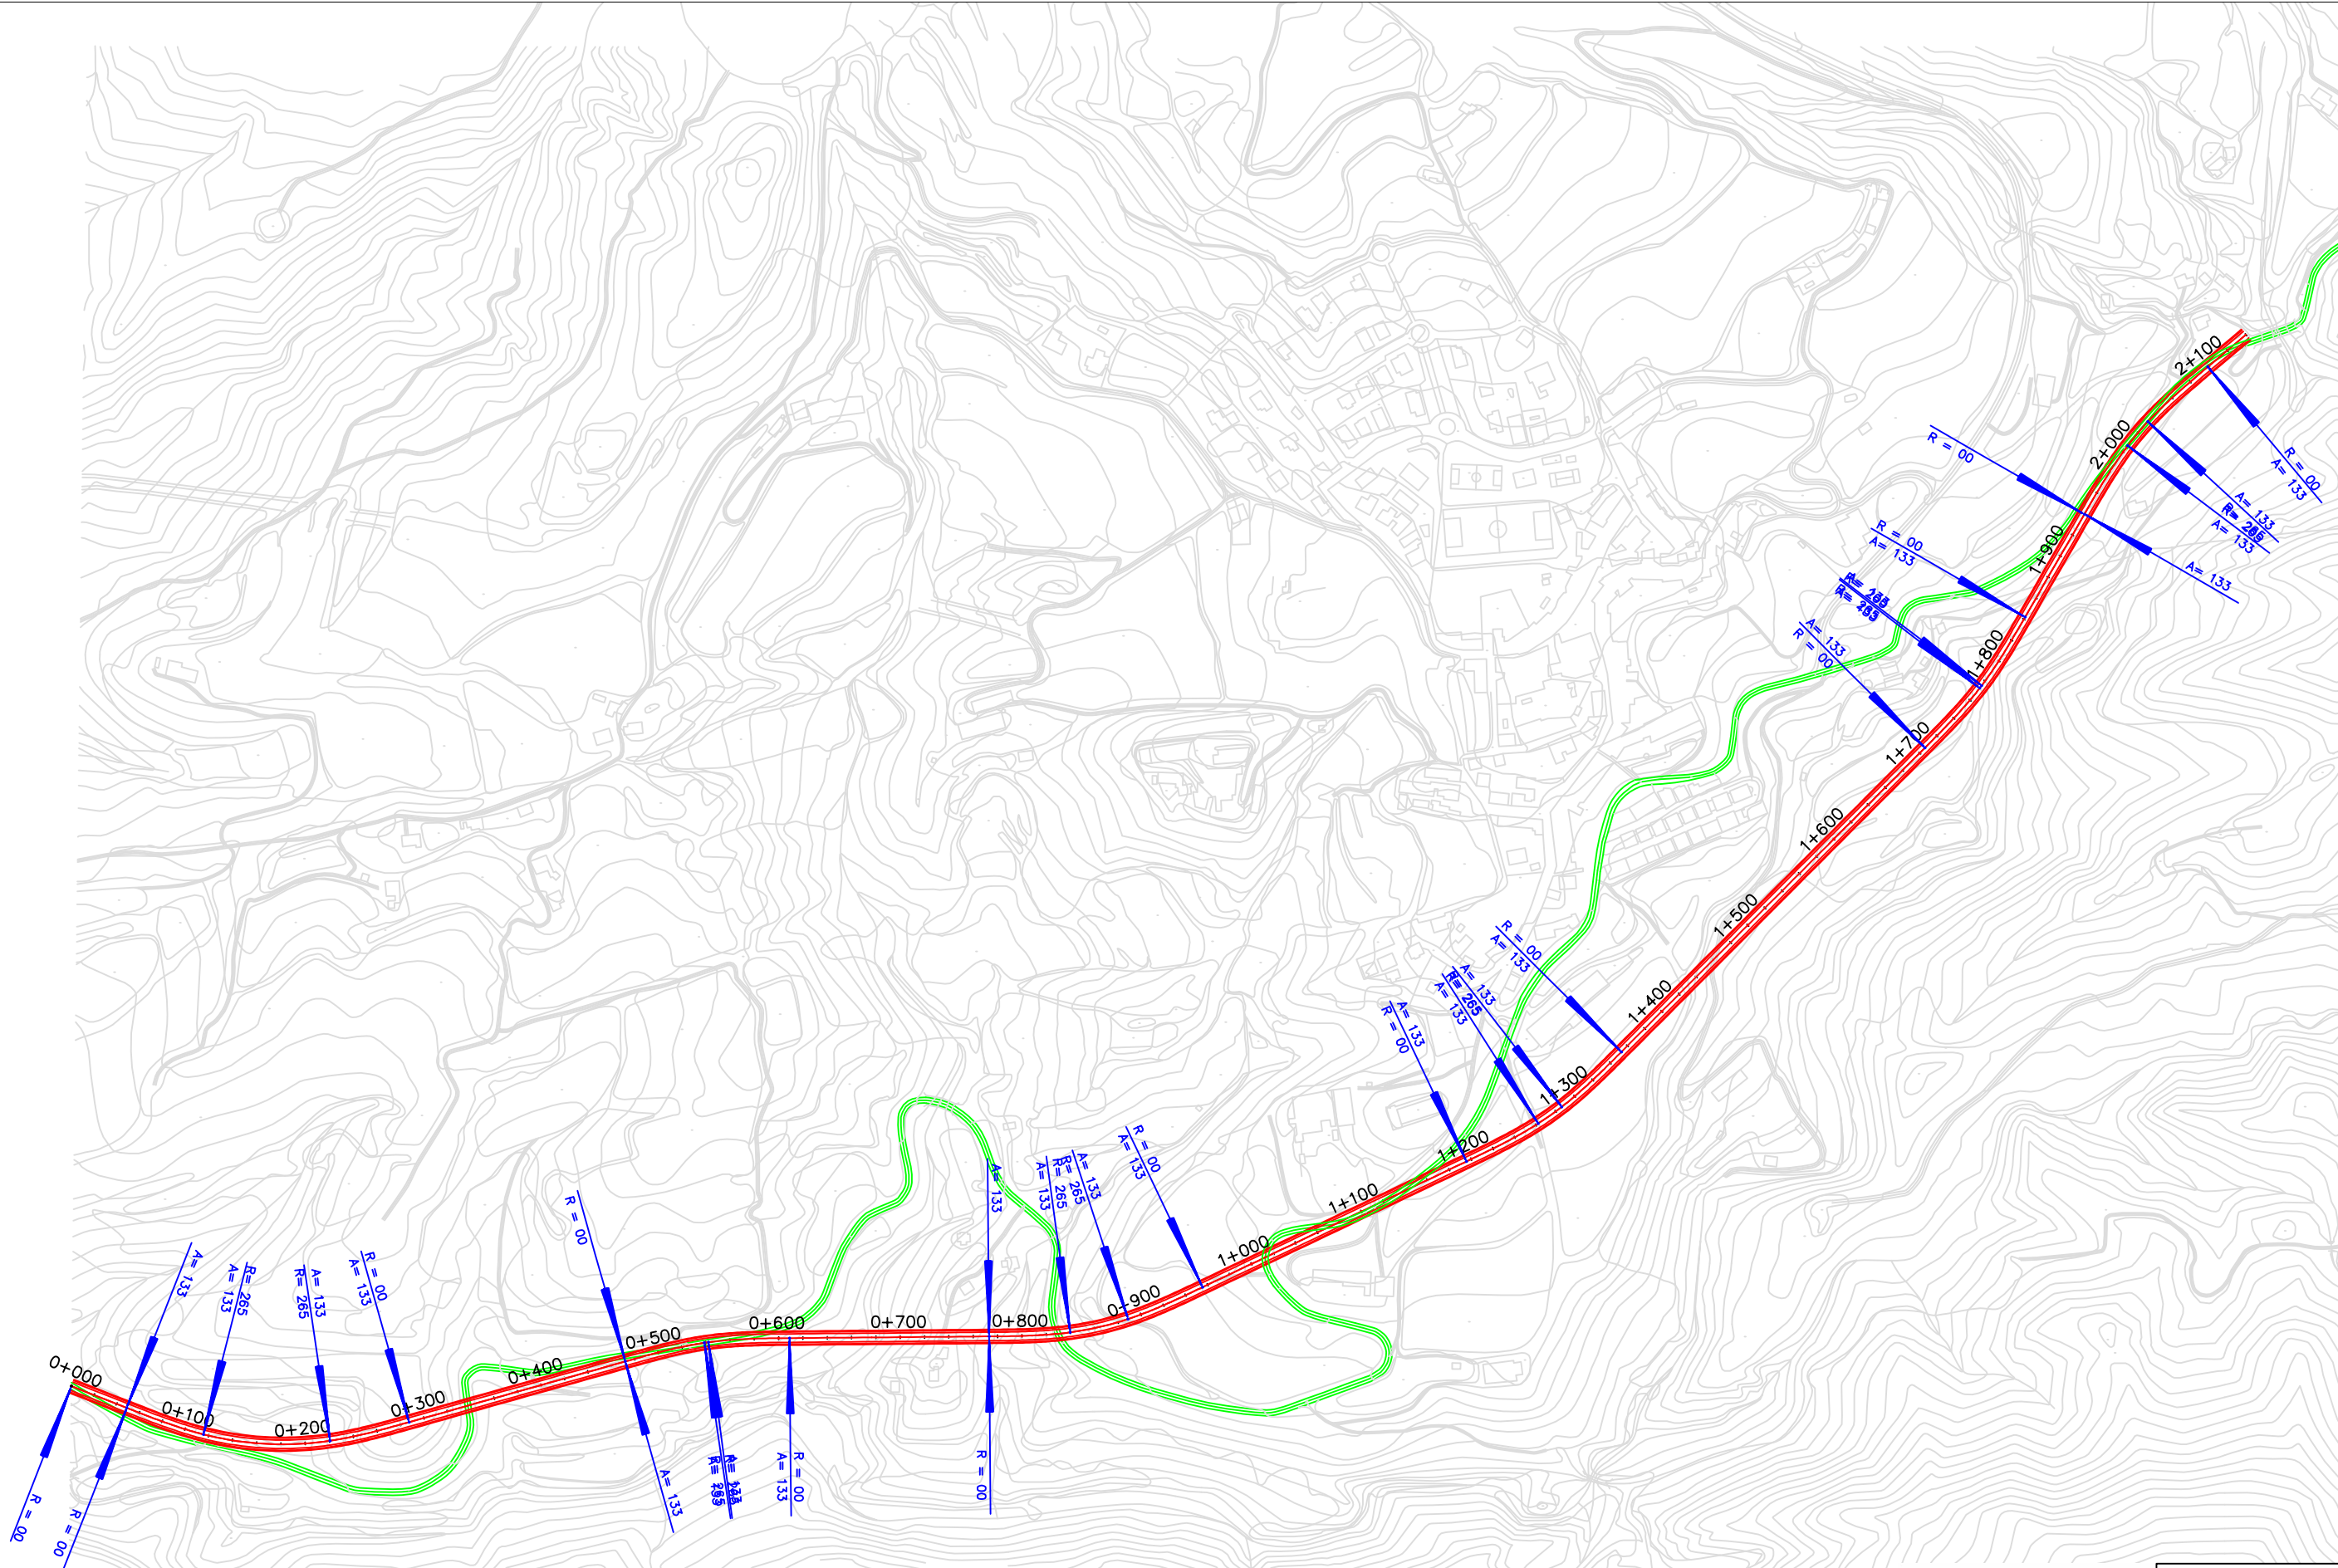 0+000
R = 00
R = 00
A= 133
0+100
R= 265
A= 133
0+200
A= 133
R= 265
R = 00
A= 133
0+300
0+400
R = 00
A= 133
0+500
R= 265
0+600
R = 00
A= 133
0+700
A= 133
R = 00
0+800
A= 133
R= 265
A= 133
R= 265
0+900
R = 00
A= 133
1+000
1+100
A= 133
R = 00
1+200
A= 133
R= 265
A= 133
1+300
R = 00
A= 133
1+400
1+500
1+600
1+700
A= 133
R = 00
1+800
R = 00
A= 133
1+900
R = 00
A= 133
2+000
A= 133
R= 265
A= 133
2+100
R = 00
A= 133